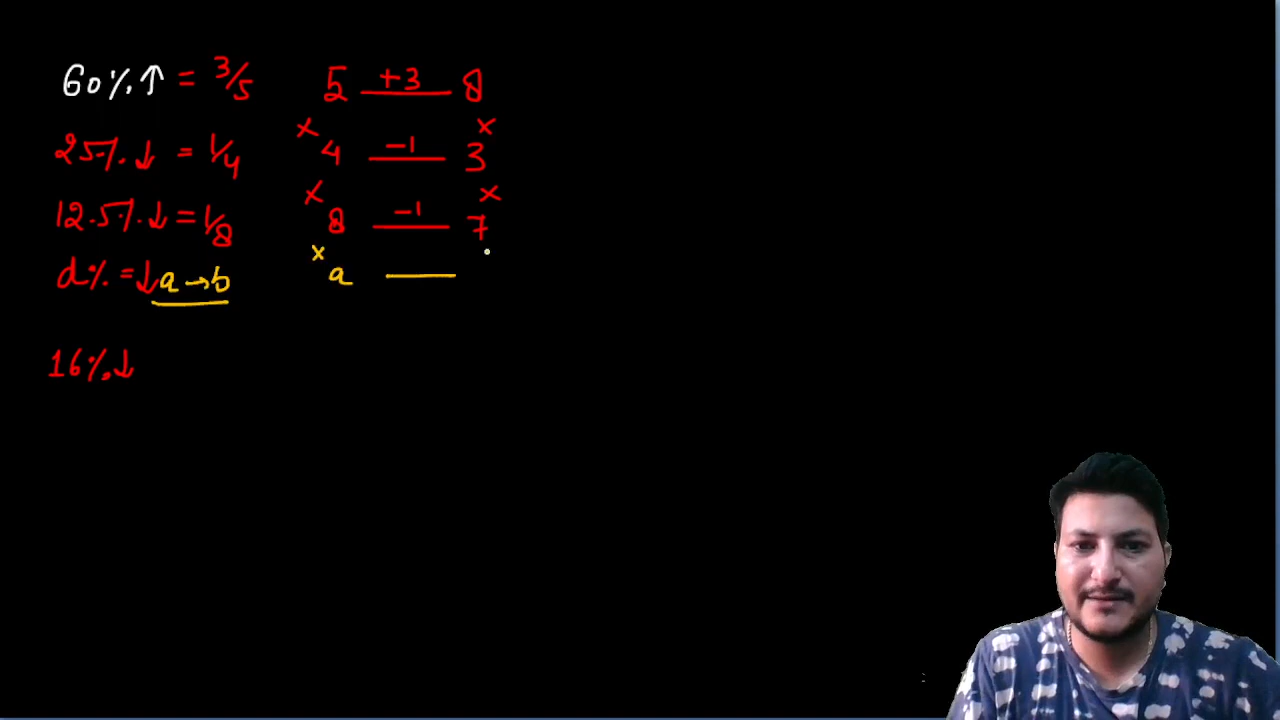 60%↑ = 3/5 5 +3 8
25%.↓ = 1/4 × 4 -1 3 ×
12.5%.↓ = 1/8 × 8 -1 7 ×
d% = ↓ a → b × a
16%.↓